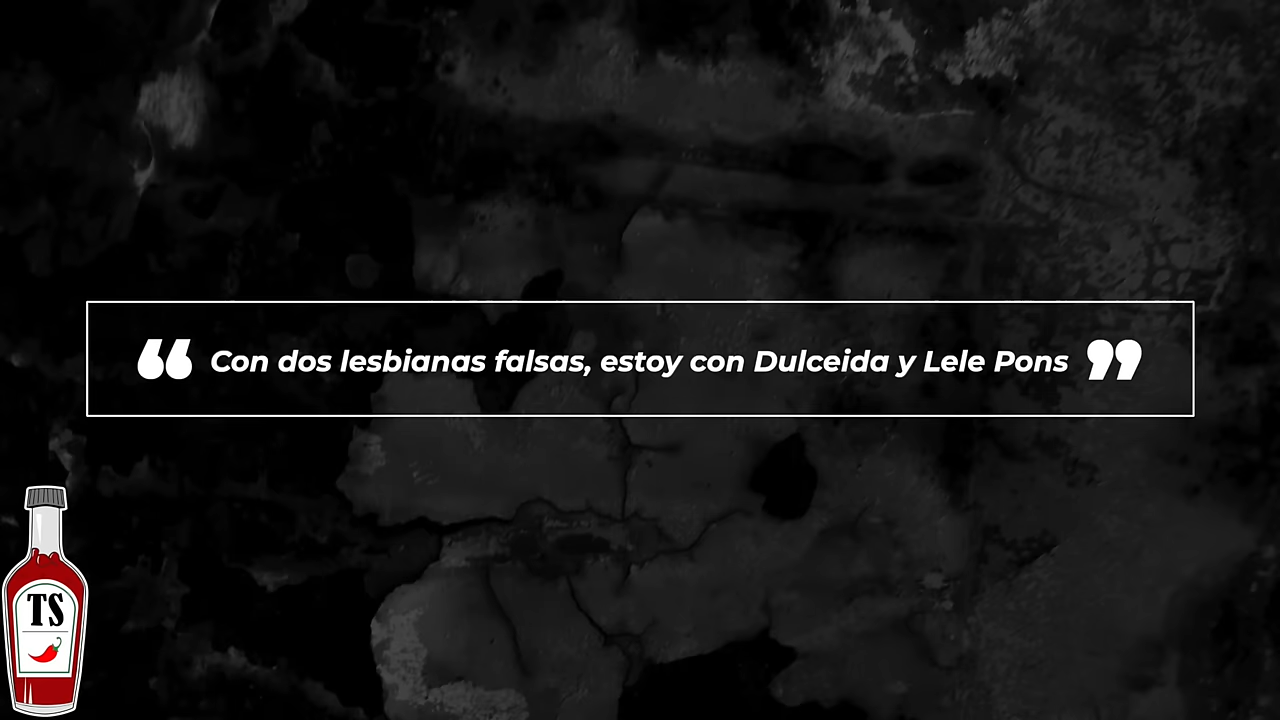 ❝ Con dos lesbianas falsas, estoy con Dulceida y Lele Pons ❞
TS